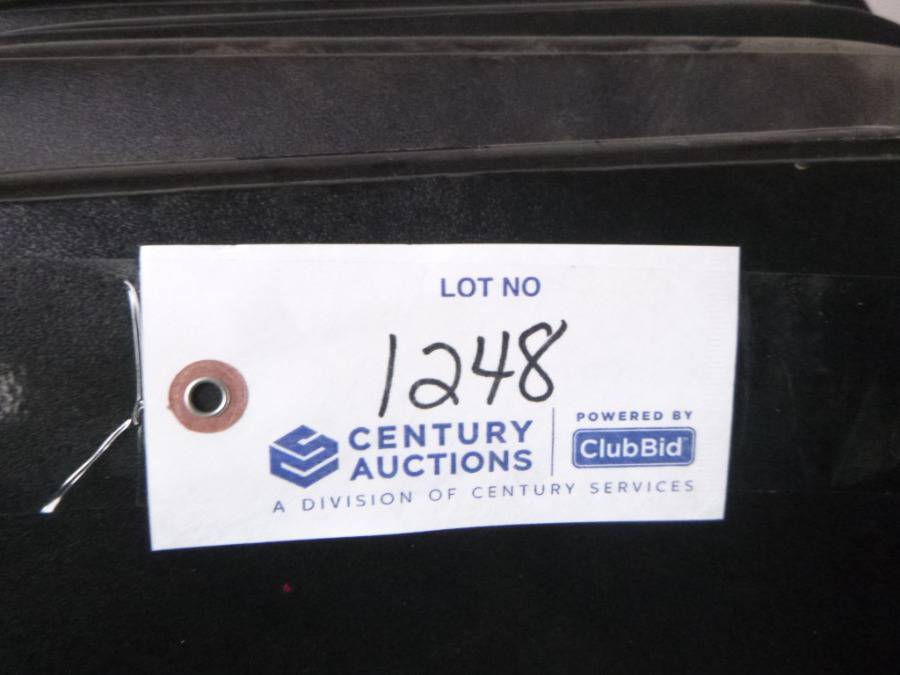 LOT NO
1248
CENTURY
AUCTIONS
POWERED BY
ClubBid
A DIVISION OF CENTURY SERVICES